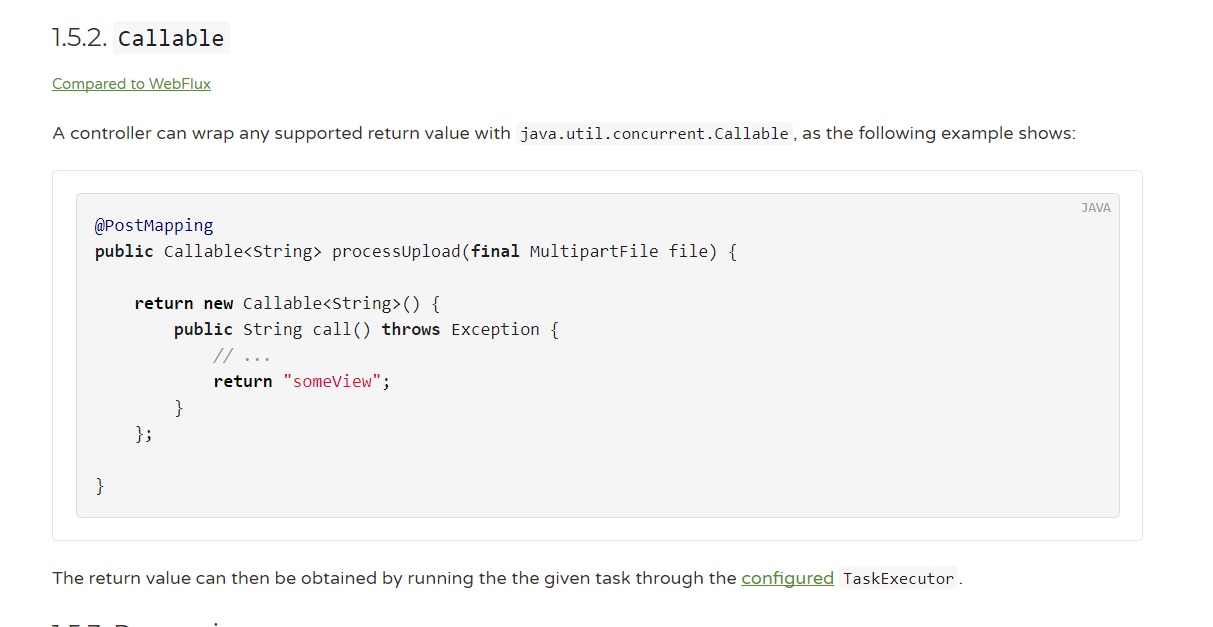 1.5.2. Callable
Compared to WebFlux
A controller can wrap any supported return value with java.util.concurrent.Callable, as the following example shows:
JAVA
@PostMapping
public Callable<String> processUpload(final MultipartFile file) {
return new Callable<String>() {
public String call() throws Exception {
// ...
return "someView";
}
};
}
The return value can then be obtained by running the the given task through the configured TaskExecutor.